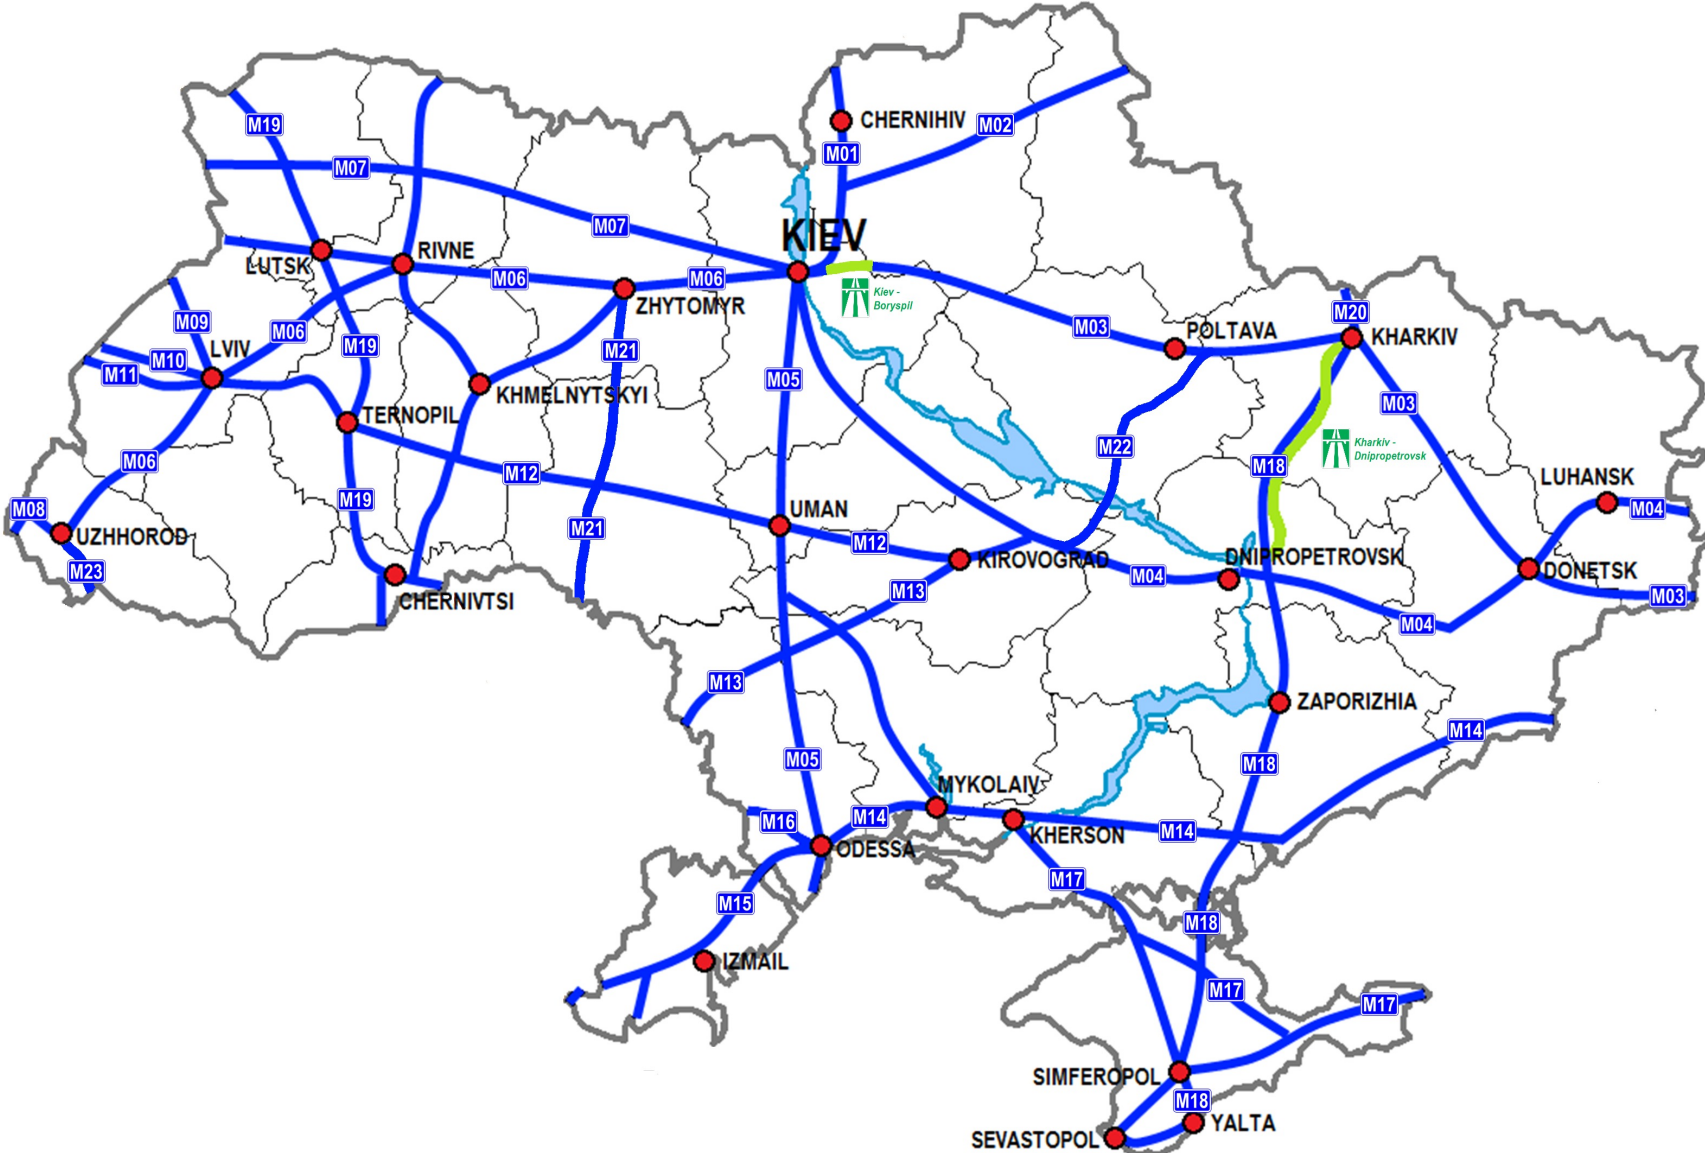 M19
CHERNIHIV
M02
M01
M07
M07
KIEV
LUTSK
RIVNE
M06
M06
ZHYTOMYR
Kiev -
Boryspil
M09
M06
M03
M20
POLTAVA
KHARKIV
M10
LVIV
M19
M21
M11
M05
KHMELNYTSKYI
M03
TERNOPIL
M22
Kharkiv -
Dnipropetrovsk
M06
M12
M18
LUHANSK
M19
M08
UMAN
M04
UZHHOROD
M21
M12
KIROVOGRAD
DNIPROPETROVSK
M23
M04
DONETSK
CHERNIVTSI
M13
M03
M04
M13
ZAPORIZHIA
M14
M05
M18
MYKOLAIV
M16
M14
KHERSON
M14
ODESSA
M17
M15
M18
IZMAIL
M17
M17
SIMFEROPOL
M18
YALTA
SEVASTOPOL